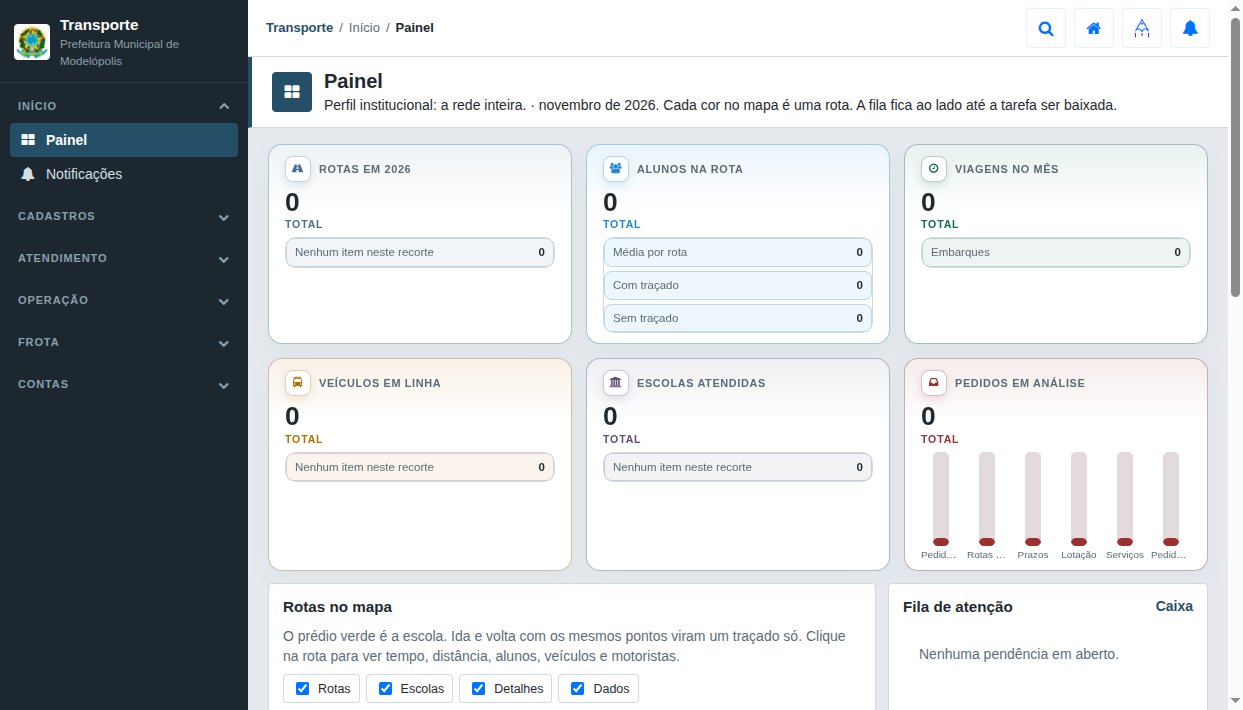 Transporte
Prefeitura Municipal de
Modelópolis
INÍCIO
Painel
Notificações
CADASTROS
ATENDIMENTO
OPERAÇÃO
FROTA
CONTAS
Transporte / Início / Painel
Painel
Perfil institucional: a rede inteira. · novembro de 2026. Cada cor no mapa é uma rota. A fila fica ao lado até a tarefa ser baixada.
ROTAS EM 2026
0
TOTAL
Nenhum item neste recorte 0
ALUNOS NA ROTA
0
TOTAL
Média por rota 0
Com traçado 0
Sem traçado 0
VIAGENS NO MÊS
0
TOTAL
Embarques 0
VEÍCULOS EM LINHA
0
TOTAL
Nenhum item neste recorte 0
ESCOLAS ATENDIDAS
0
TOTAL
Nenhum item neste recorte 0
PEDIDOS EM ANÁLISE
0
TOTAL
Pedid… Rotas … Prazos Lotação Serviços Pedid…
Rotas no mapa
O prédio verde é a escola. Ida e volta com os mesmos pontos viram um traçado só. Clique
na rota para ver tempo, distância, alunos, veículos e motoristas.
Rotas Escolas Detalhes Dados
Fila de atenção Caixa
Nenhuma pendência em aberto.